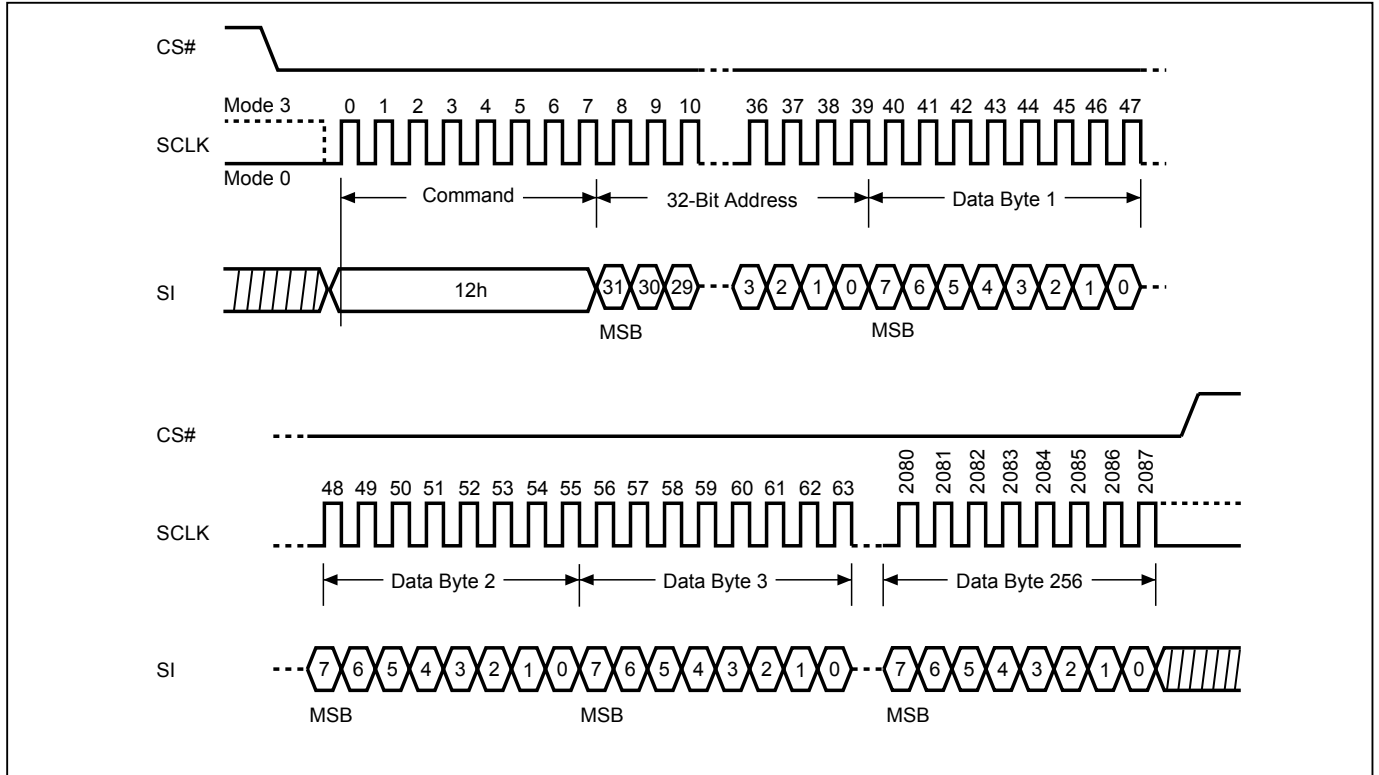 CS#
Mode 3
0 1 2 3 4 5 6 7 8 9 10 36 37 38 39 40 41 42 43 44 45 46 47
SCLK
Mode 0
Command 32-Bit Address Data Byte 1
SI 12h 31 30 29 3 2 1 0 7 6 5 4 3 2 1 0
MSB MSB
CS#
48 49 50 51 52 53 54 55 56 57 58 59 60 61 62 63 2080 2081 2082 2083 2084 2085 2086 2087
SCLK
Data Byte 2 Data Byte 3 Data Byte 256
SI 7 6 5 4 3 2 1 0 7 6 5 4 3 2 1 0 7 6 5 4 3 2 1 0
MSB MSB MSB